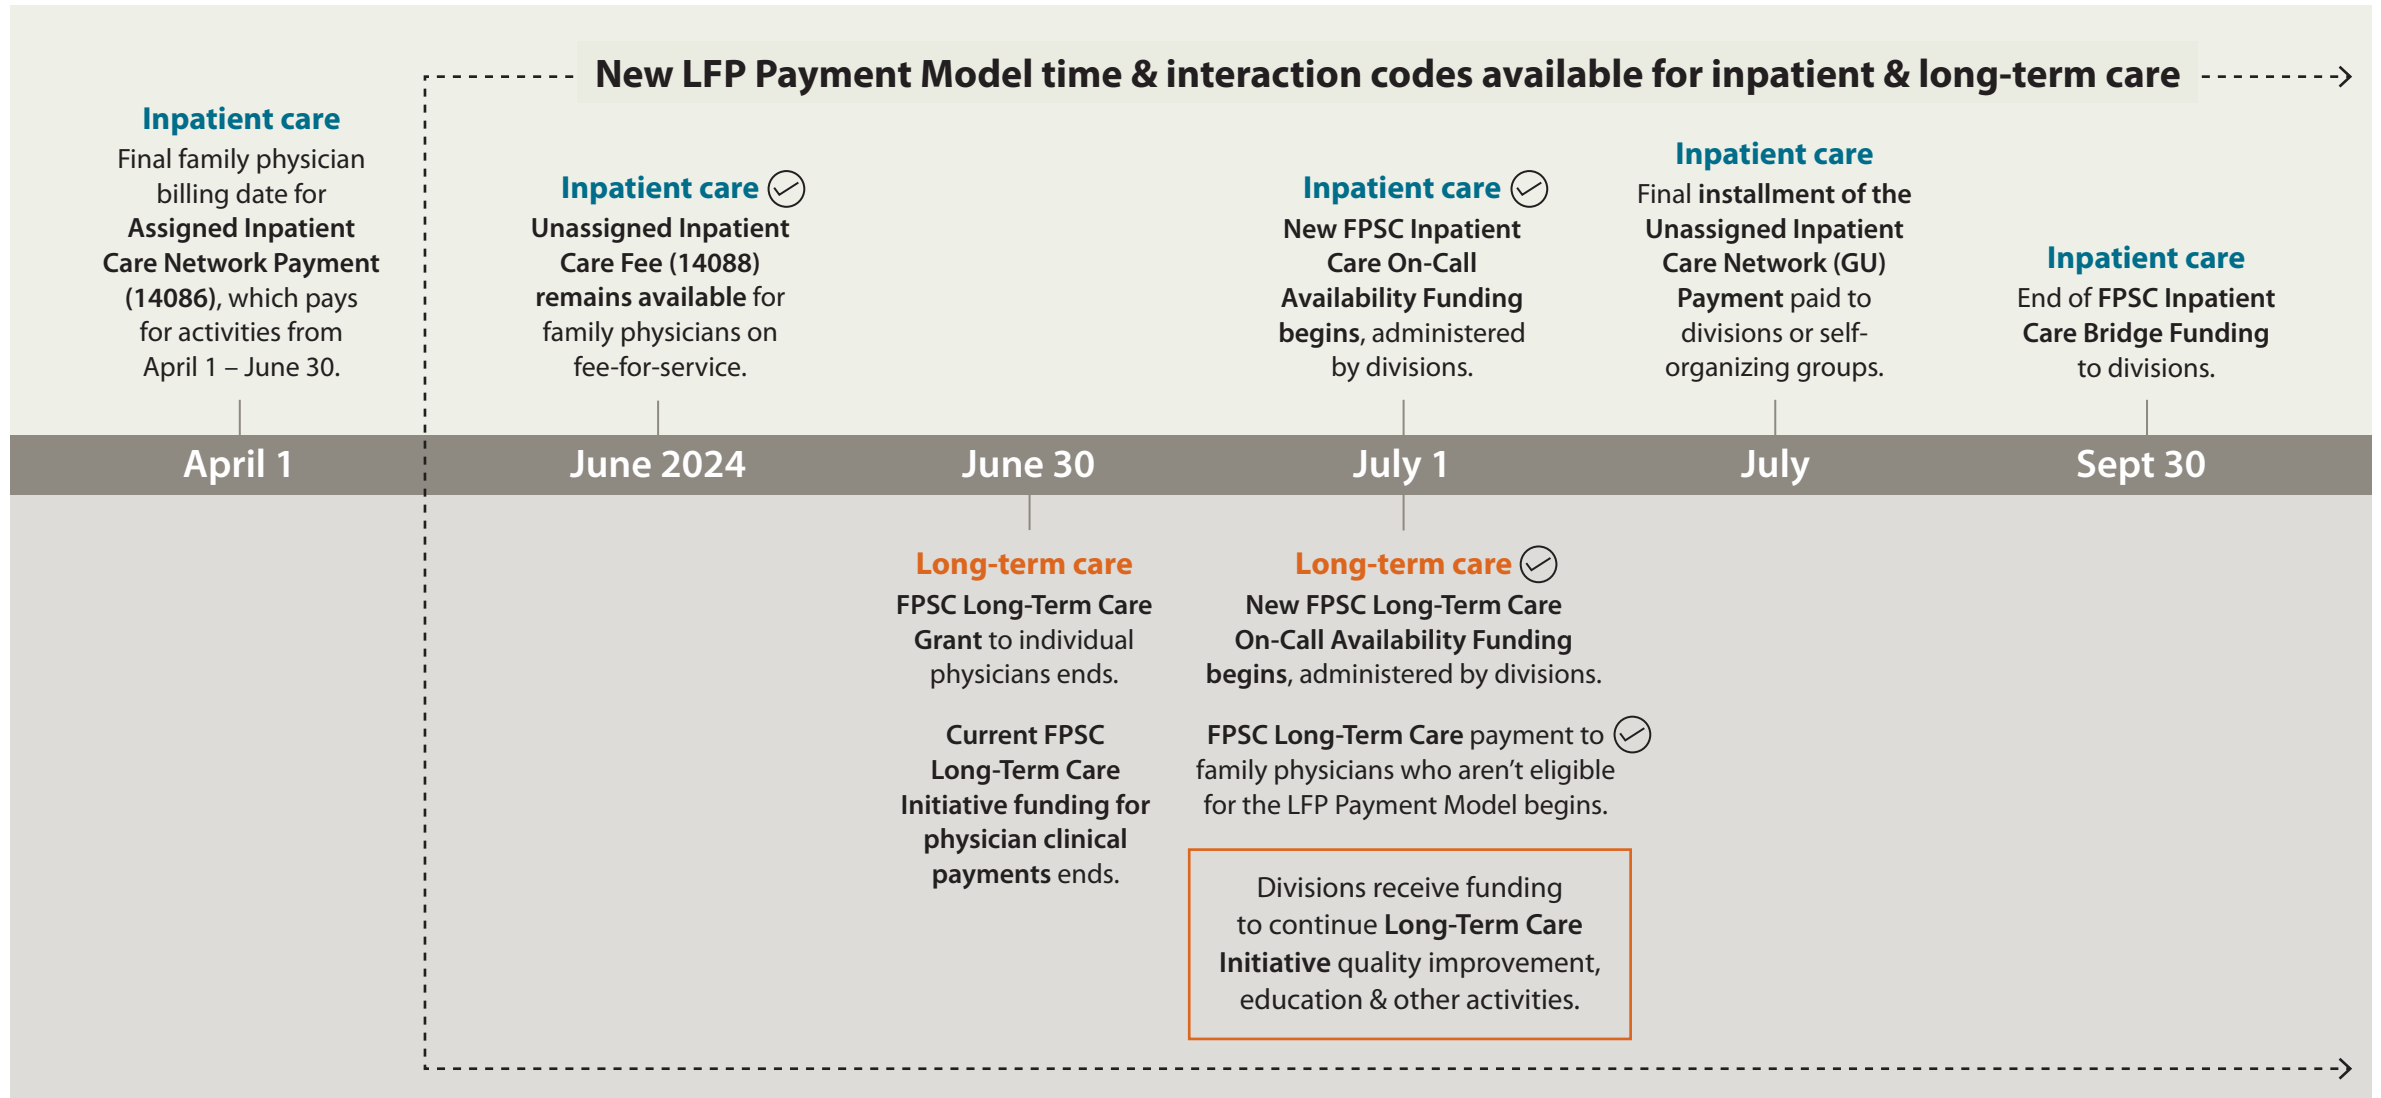 New LFP Payment Model time & interaction codes available for inpatient & long-term care
Inpatient care
Final family physician
billing date for
Assigned Inpatient
Care Network Payment
(14086), which pays
for activities from
April 1 – June 30.
Inpatient care
Unassigned Inpatient
Care Fee (14088)
remains available for
family physicians on
fee-for-service.
Inpatient care
New FPSC Inpatient
Care On-Call
Availability Funding
begins, administered
by divisions.
Inpatient care
Final installment of the
Unassigned Inpatient
Care Network (GU)
Payment paid to
divisions or self-
organizing groups.
Inpatient care
End of FPSC Inpatient
Care Bridge Funding
to divisions.
April 1
June 2024
June 30
July 1
July
Sept 30
Long-term care
FPSC Long-Term Care
Grant to individual
physicians ends.
Current FPSC
Long-Term Care
Initiative funding for
physician clinical
payments ends.
Long-term care
New FPSC Long-Term Care
On-Call Availability Funding
begins, administered by divisions.
FPSC Long-Term Care payment to
family physicians who aren’t eligible
for the LFP Payment Model begins.
Divisions receive funding
to continue Long-Term Care
Initiative quality improvement,
education & other activities.